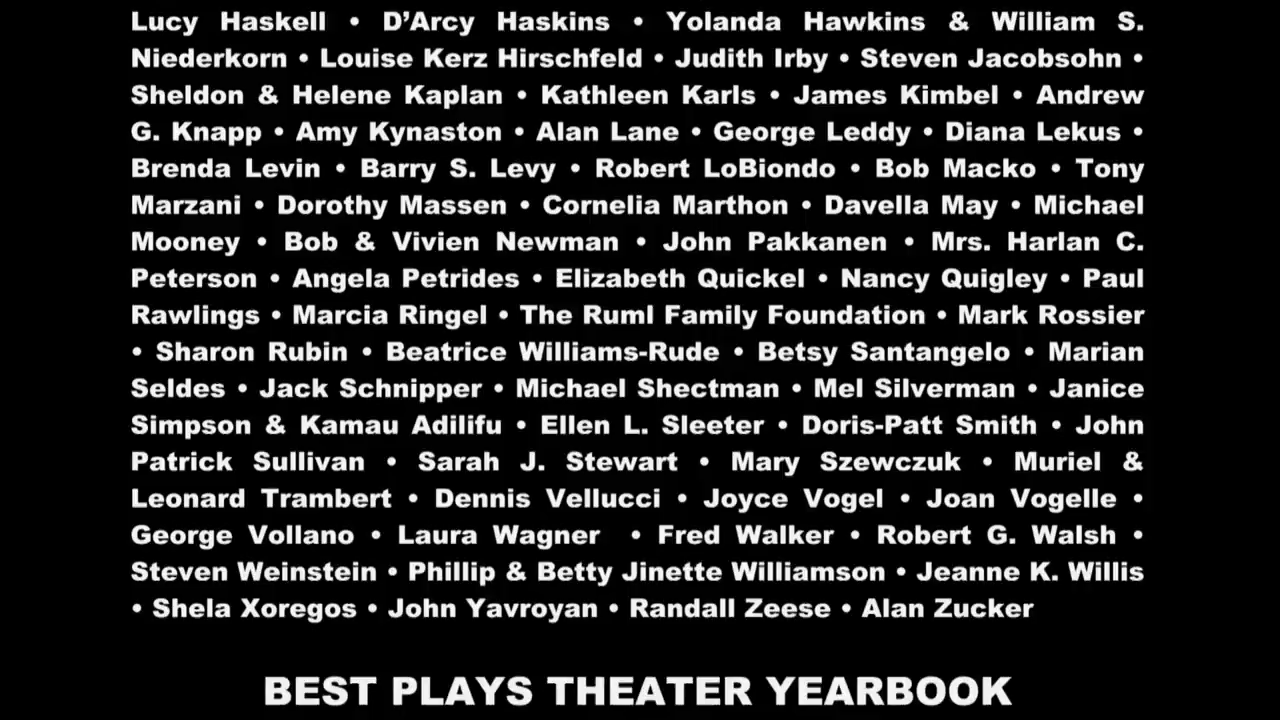 Lucy Haskell • D’Arcy Haskins • Yolanda Hawkins & William S.
Niederkorn • Louise Kerz Hirschfeld • Judith Irby • Steven Jacobsohn •
Sheldon & Helene Kaplan • Kathleen Karls • James Kimbel • Andrew
G. Knapp • Amy Kynaston • Alan Lane • George Leddy • Diana Lekus •
Brenda Levin • Barry S. Levy • Robert LoBiondo • Bob Macko • Tony
Marzani • Dorothy Massen • Cornelia Marthon • Davella May • Michael
Mooney • Bob & Vivien Newman • John Pakkanen • Mrs. Harlan C.
Peterson • Angela Petrides • Elizabeth Quickel • Nancy Quigley • Paul
Rawlings • Marcia Ringel • The Ruml Family Foundation • Mark Rossier
• Sharon Rubin • Beatrice Williams-Rude • Betsy Santangelo • Marian
Seldes • Jack Schnipper • Michael Shectman • Mel Silverman • Janice
Simpson & Kamau Adilifu • Ellen L. Sleeter • Doris-Patt Smith • John
Patrick Sullivan • Sarah J. Stewart • Mary Szewczuk • Muriel &
Leonard Trambert • Dennis Vellucci • Joyce Vogel • Joan Vogelle •
George Vollano • Laura Wagner • Fred Walker • Robert G. Walsh •
Steven Weinstein • Phillip & Betty Jinette Williamson • Jeanne K. Willis
• Shela Xoregos • John Yavroyan • Randall Zeese • Alan Zucker
BEST PLAYS THEATER YEARBOOK